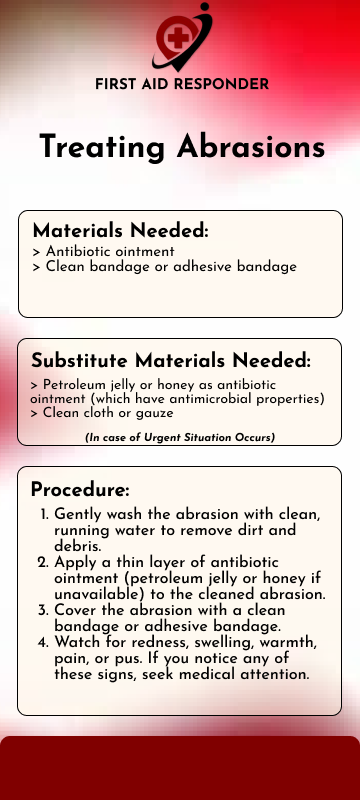 FIRST AID RESPONDER
Treating Abrasions
Materials Needed:
> Antibiotic ointment
> Clean bandage or adhesive bandage
Substitute Materials Needed:
> Petroleum jelly or honey as antibiotic
ointment (which have antimicrobial properties)
> Clean cloth or gauze
(In case of Urgent Situation Occurs)
Procedure:
1. Gently wash the abrasion with clean,
running water to remove dirt and
debris.
2. Apply a thin layer of antibiotic
ointment (petroleum jelly or honey if
unavailable) to the cleaned abrasion.
3. Cover the abrasion with a clean
bandage or adhesive bandage.
4. Watch for redness, swelling, warmth,
pain, or pus. If you notice any of
these signs, seek medical attention.